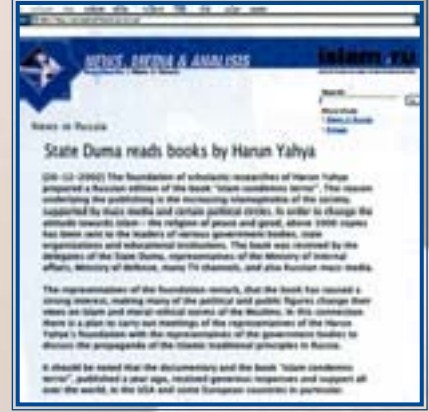 NEWS, MEDIA & ANALISIS
islam.ru
Search:
News in Russia
State Duma reads books by Harun Yahya
[20-12-2002] The foundation of scholarly researches of Harun Yahya
prepared a Russian edition of the book "Islam condemns terror". The reason
underlying the publishing is the increasing islamophobia of the society,
supported by mass media and certain political circles. In order to change the
attitude towards Islam - the religion of peace and good, above 1000 copies
has been sent to the leaders of various government bodies, state
organizations and educational institutions. The book was received by the
delegates of the State Duma, representatives of the Ministry of internal
affairs, Ministry of defense, many TV channels, and also Russian mass media.
The representatives of the foundation remark, that the book has caused a
strong interest, making many of the political and public figures change their
views on Islam and moral-ethical norms of the Muslims. In this connection
there is a plan to carry out meetings of the representatives of the Harun
Yahya's foundation with the representatives of the government bodies to
discuss the propaganda of the Islamic traditional principles in Russia.
It should be noted that the documentary and the book "Islam condemns
terror", published a year ago, received generous responses and support all
over the world, in the USA and some European countries in particular.